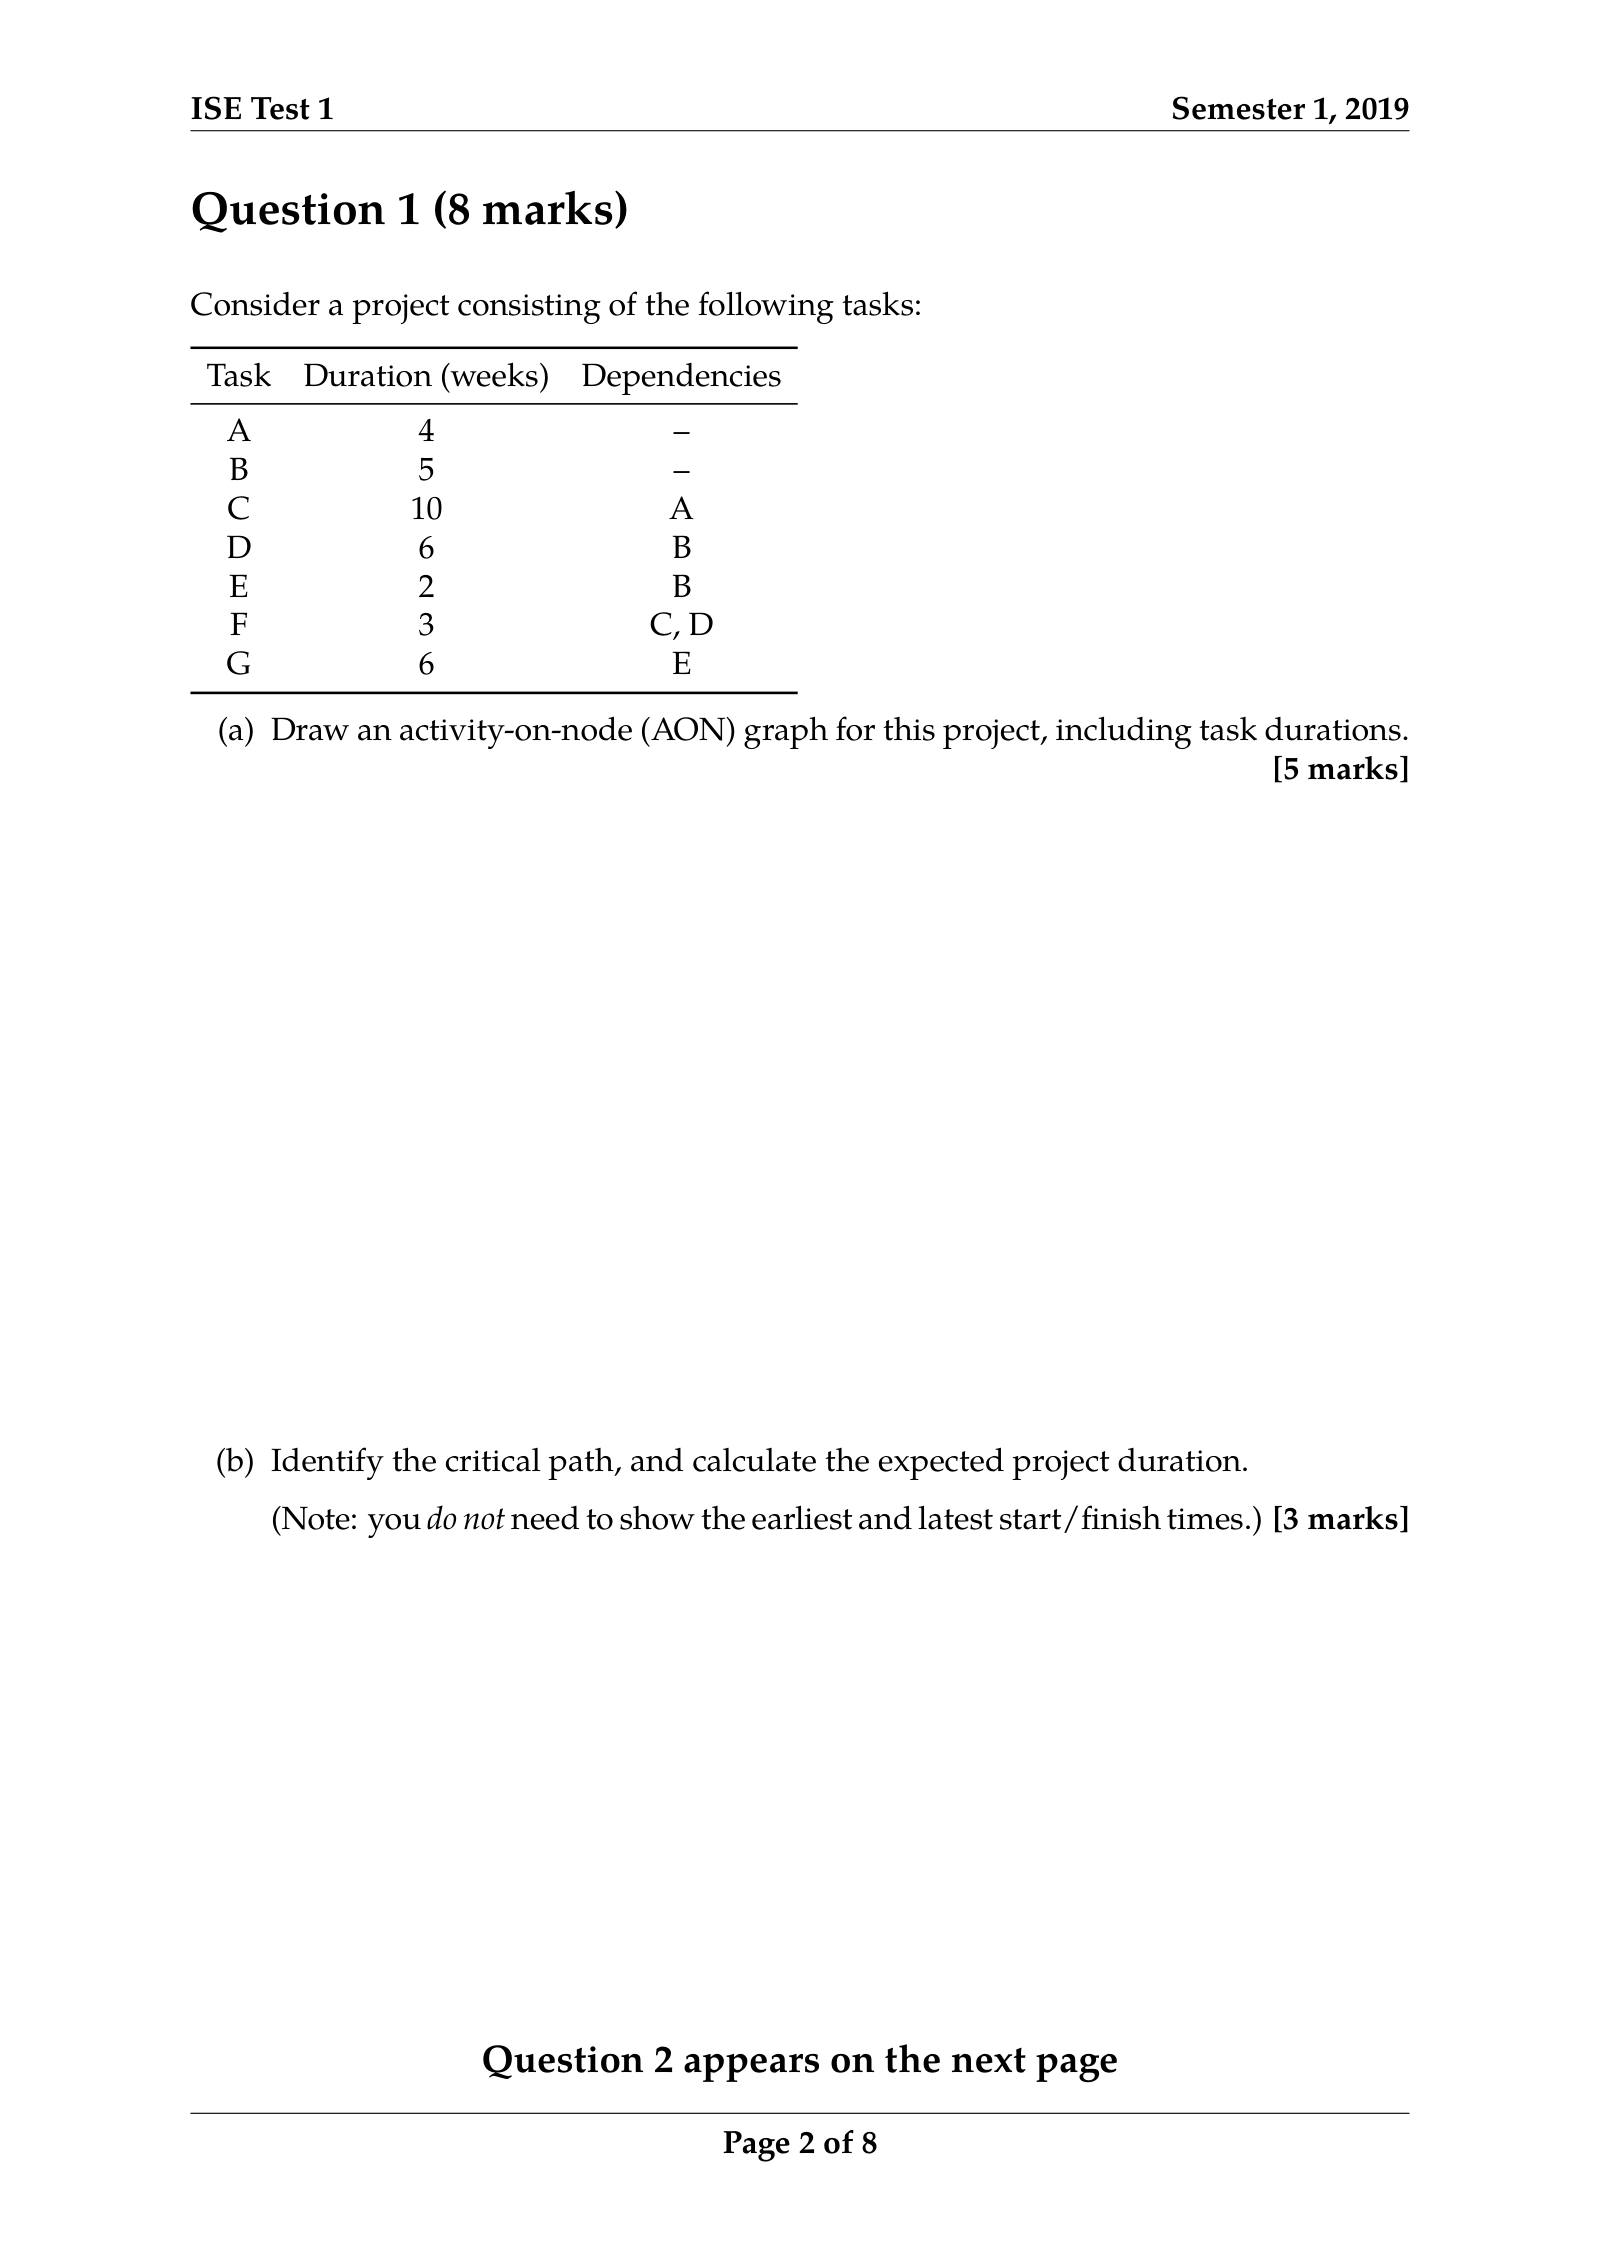 ISE Test 1 Semester 1, 2019
Question 1 (8 marks)
Consider a project consisting of the following tasks:
Task Duration (weeks) Dependencies
A 4 –
B 5 –
C 10 A
D 6 B
E 2 B
F 3 C, D
G 6 E
(a) Draw an activity-on-node (AON) graph for this project, including task durations.
[5 marks]
(b) Identify the critical path, and calculate the expected project duration.
(Note: you do not need to show the earliest and latest start/finish times.) [3 marks]
Question 2 appears on the next page
Page 2 of 8